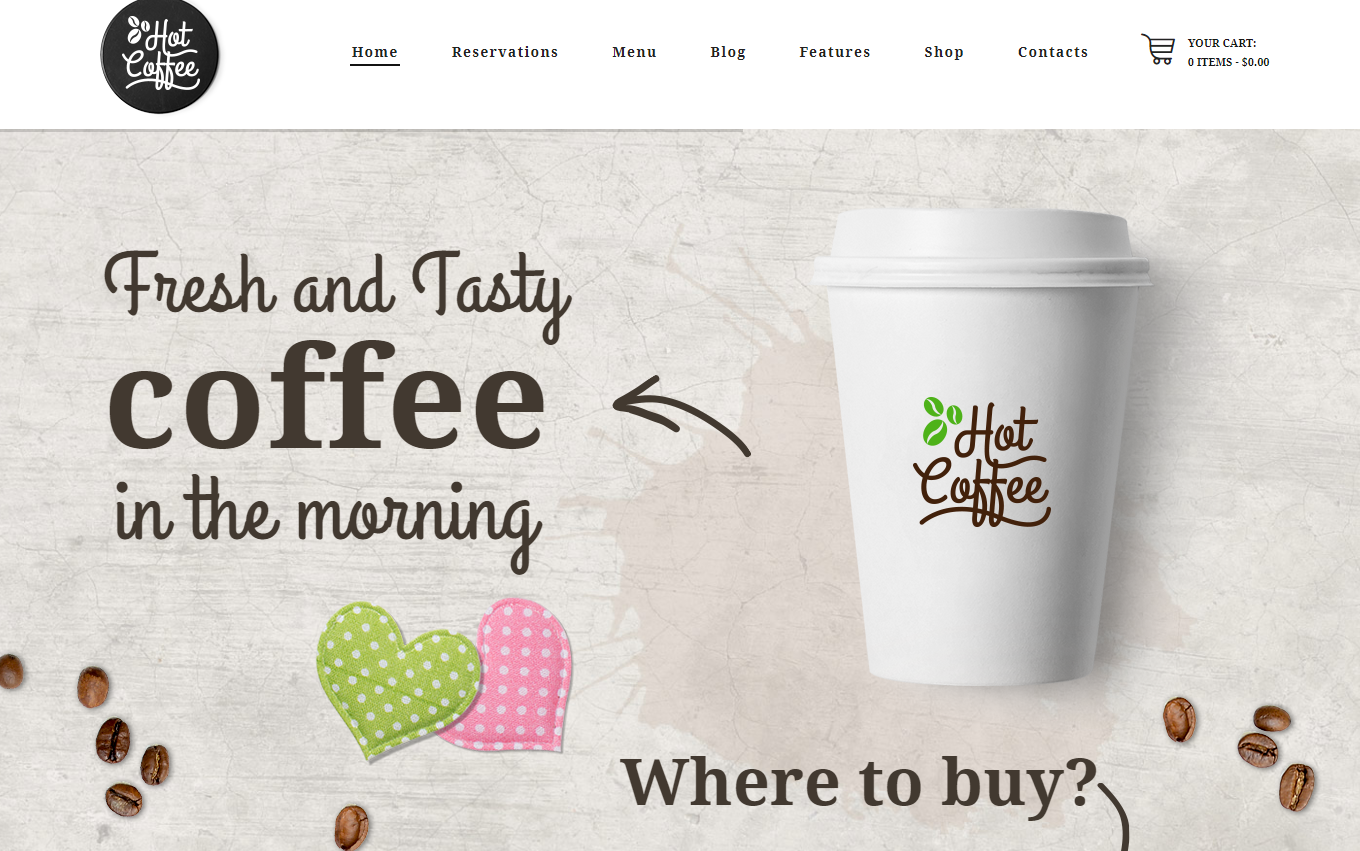 Hot
Coffee
Home
Reservations
Menu
Blog
Features
Shop
Contacts
YOUR CART:
0 ITEMS - $0.00
Fresh and Tasty
coffee
in the morning
Hot
Coffee
Where to buy?